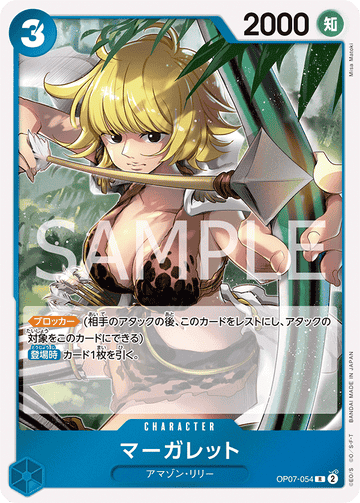 3
2000
知
Misa Matoki
SAMPLE
ブロッカー (相手のアタックの後、このカードをレストにし、アタックの
対象をこのカードにできる)
登場時 カード1枚を引く。
CHARACTER
マーガレット
アマゾン・リリー
OP07-054 R 2
©E.O/S. ©O./S・F・T BANDAI MADE IN JAPAN